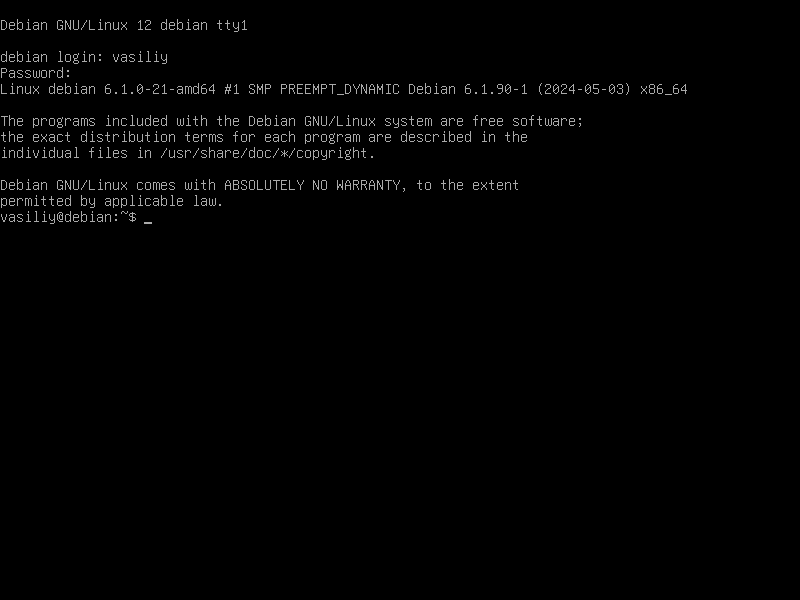 Debian GNU/Linux 12 debian tty1
debian login: vasiliy
Password:
Linux debian 6.1.0-21-amd64 #1 SMP PREEMPT_DYNAMIC Debian 6.1.90-1 (2024-05-03) x86_64
The programs included with the Debian GNU/Linux system are free software;
the exact distribution terms for each program are described in the
individual files in /usr/share/doc/*/copyright.
Debian GNU/Linux comes with ABSOLUTELY NO WARRANTY, to the extent
permitted by applicable law.
vasiliy@debian:~$ _